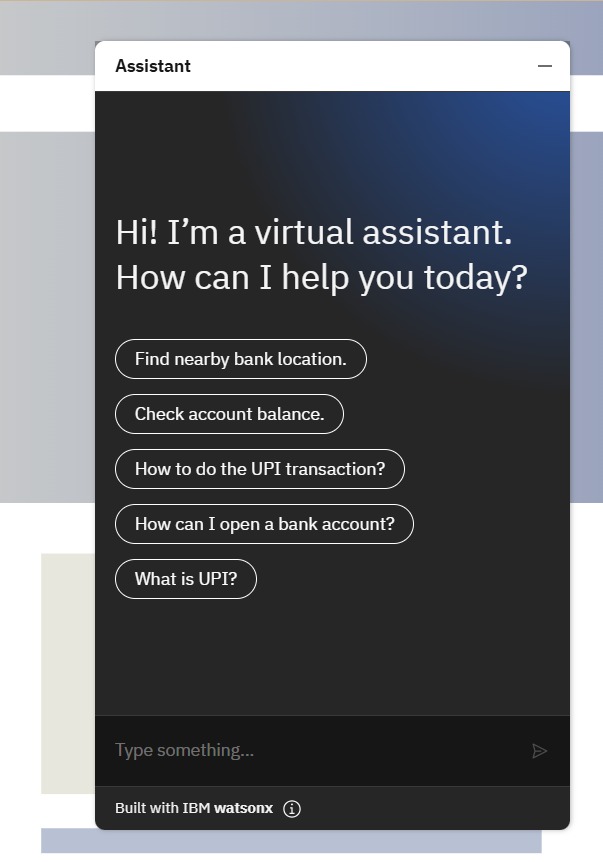 Assistant
Hi! I’m a virtual assistant.
How can I help you today?
Find nearby bank location.
Check account balance.
How to do the UPI transaction?
How can I open a bank account?
What is UPI?
Type something...
Built with IBM watsonx